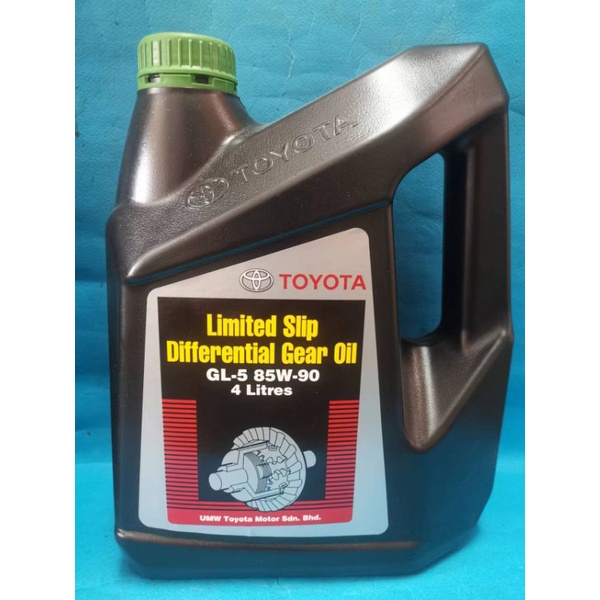 TOYOTA
TOYOTA
Limited Slip
Differential Gear Oil
GL-5 85W-90
4 Litres
UMW Toyota Motor Sdn. Bhd.